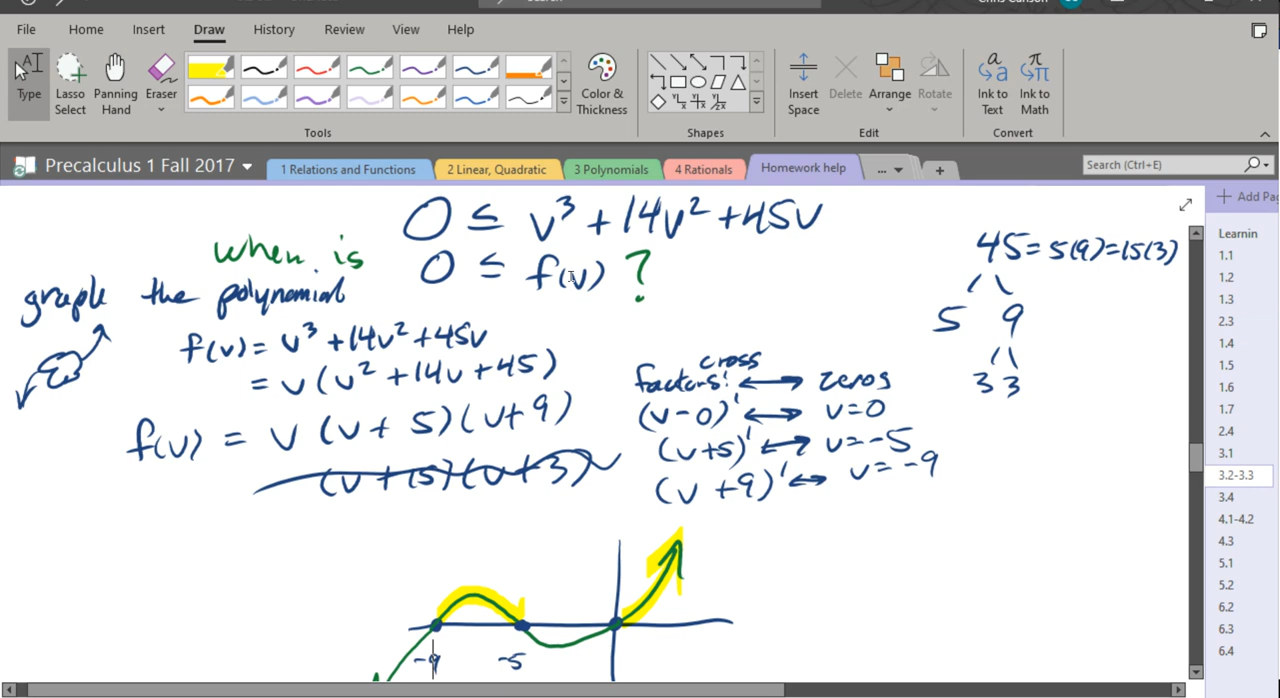 File Home Insert Draw History Review View Help
Type
Lasso Select
Panning Hand
Eraser
Color & Thickness
Insert Space
Delete
Arrange
Rotate
Ink to Text
Ink to Math
Tools
Shapes
Edit
Convert
Precalculus 1 Fall 2017
1 Relations and Functions
2 Linear, Quadratic
3 Polynomials
4 Rationals
Homework help
...
Search (Ctrl+E)
Add Pag
0 ≤ v³ + 14v² + 45v
when is 0 ≤ f(v) ?
graph the polynomial
f(v) = v³ + 14v² + 45v
= v(v² + 14v + 45)
f(v) = v(v + 5)(v + 9)
(v + 15)(v + 3)
factors: cross ↔ zeros
(v - 0)¹ ↔ v = 0
(v + 5)¹ ↔ v = -5
(v + 9)¹ ↔ v = -9
45 = 5(9) = 15(3)
5 9
3 3
-9 -5
Learnin
1.1
1.2
1.3
2.3
1.4
1.5
1.6
1.7
2.4
3.1
3.2-3.3
3.4
4.1-4.2
4.3
5.1
5.2
6.2
6.3
6.4